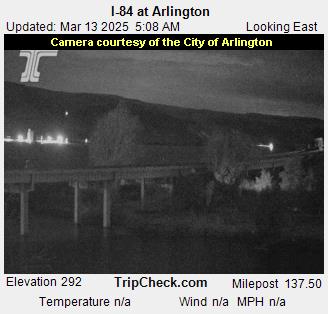 I-84 at Arlington
Updated: Mar 13 2025 5:08 AM Looking East
Camera courtesy of the City of Arlington
Elevation 292 TripCheck.com Milepost 137.50
Temperature n/a Wind n/a MPH n/a